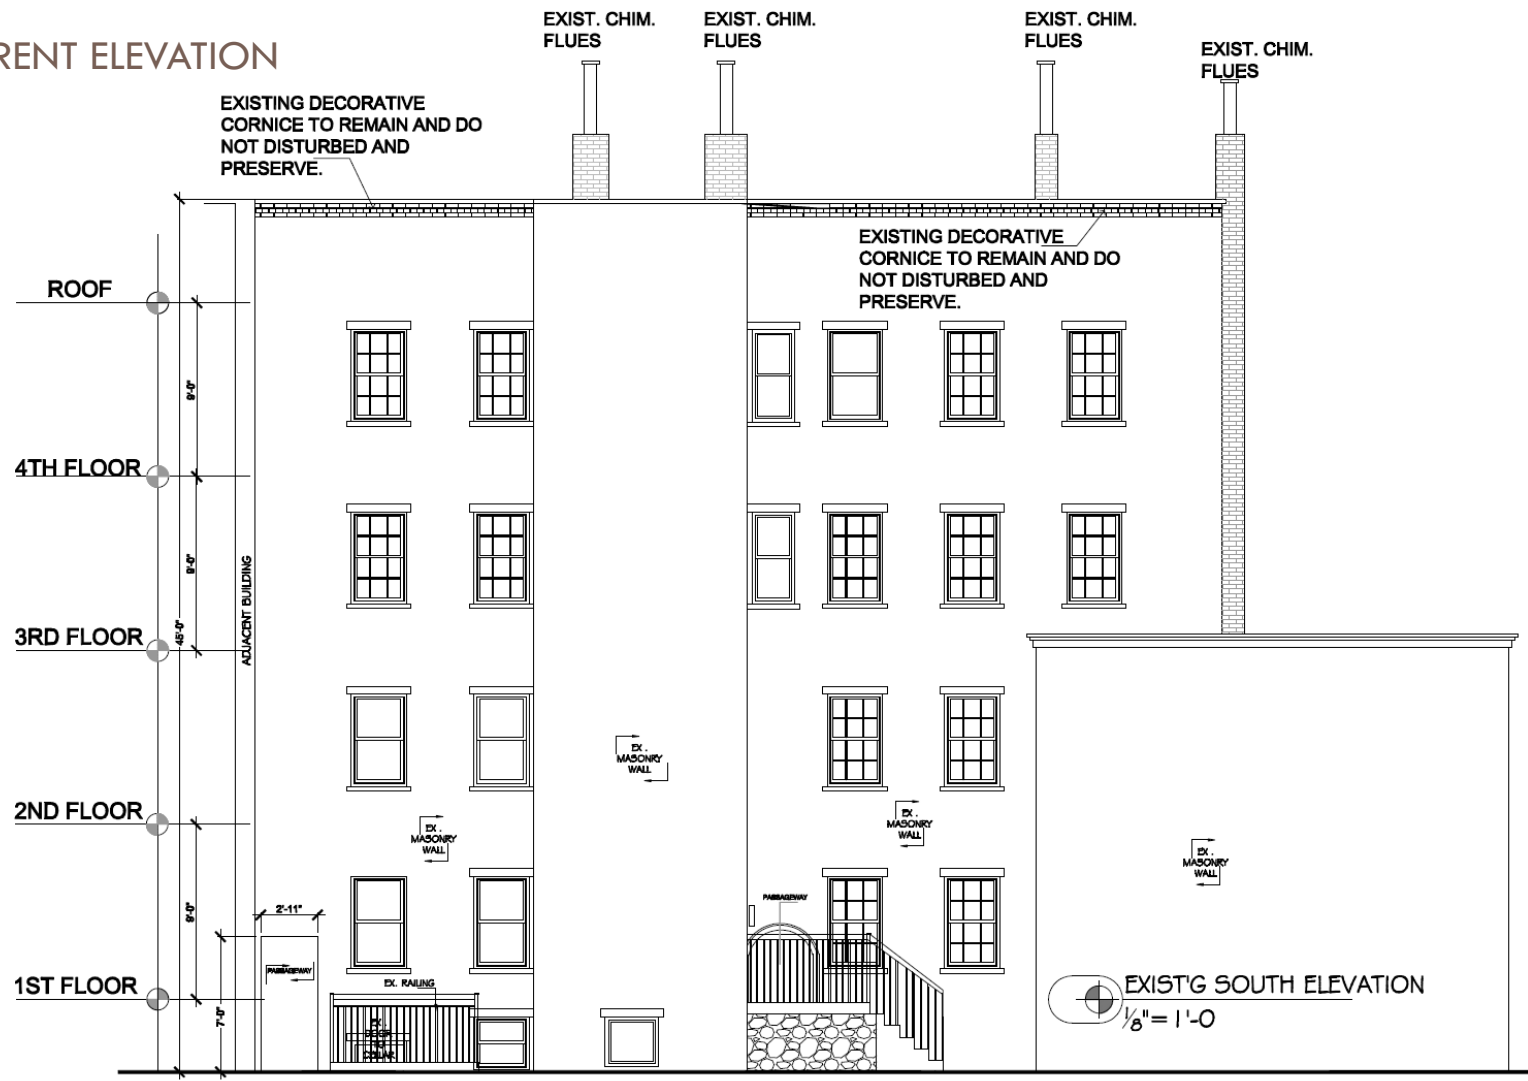 RENT ELEVATION
EXIST. CHIM.
FLUES
EXIST. CHIM.
FLUES
EXIST. CHIM.
FLUES
EXIST. CHIM.
FLUES
EXISTING DECORATIVE
CORNICE TO REMAIN AND DO
NOT DISTURBED AND
PRESERVE.
EXISTING DECORATIVE
CORNICE TO REMAIN AND DO
NOT DISTURBED AND
PRESERVE.
ROOF
9'-0"
4TH FLOOR
9'-0"
ADJACENT BUILDING
3RD FLOOR
45'-0"
EX.
MASONRY
WALL
2ND FLOOR
EX.
MASONRY
WALL
EX.
MASONRY
WALL
EX.
MASONRY
WALL
9'-0"
2'-11"
PASSAGEWAY
PASSAGEWAY
1ST FLOOR
EX. RAILING
7'-0"
EX.
DOOR
TO
CELLAR
EXIST'G SOUTH ELEVATION
1/8"= 1'-0